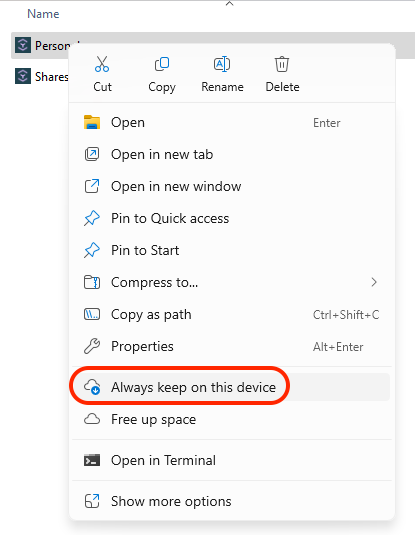 Name
Shares
Cut Copy Rename Delete
Open Enter
Open in new tab
Open in new window
Pin to Quick access
Pin to Start
Compress to...
Copy as path Ctrl+Shift+C
Properties Alt+Enter
Always keep on this device
Free up space
Open in Terminal
Show more options